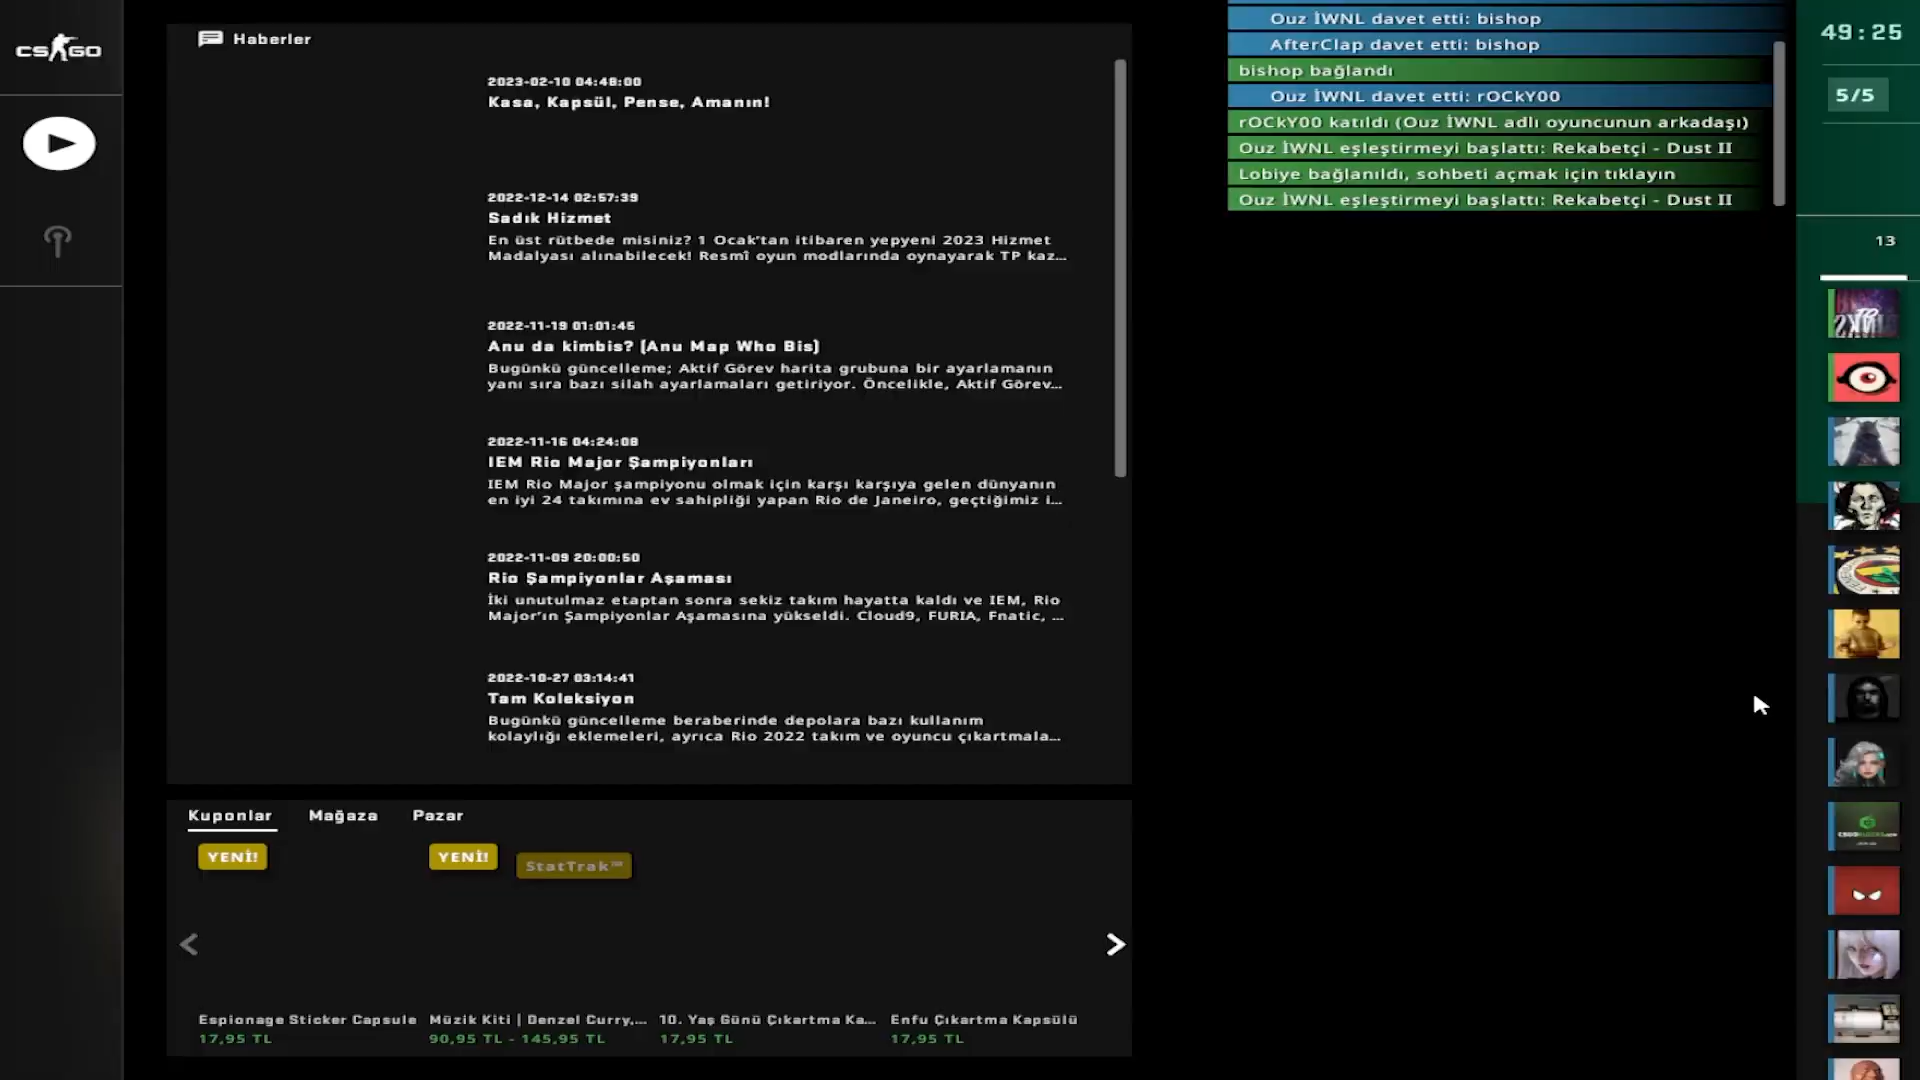 CS GO
Haberler
2023-02-10 04:48:00
Kasa, Kapsül, Pense, Amanın!
2022-12-14 02:57:39
Sadık Hizmet
En üst rütbede misiniz? 1 Ocak'tan itibaren yepyeni 2023 Hizmet
Madalyası alınabilecek! Resmî oyun modlarında oynayarak TP kaz...
2022-11-19 01:01:45
Anu da kimbis? (Anu Map Who Bis)
Bugünkü güncelleme; Aktif Görev harita grubuna bir ayarlamanın
yanı sıra bazı silah ayarlamaları getiriyor. Öncelikle, Aktif Görev...
2022-11-16 04:24:08
IEM Rio Major Şampiyonları
IEM Rio Major şampiyonu olmak için karşı karşıya gelen dünyanın
en iyi 24 takımına ev sahipliği yapan Rio de Janeiro, geçtiğimiz i...
2022-11-09 20:00:50
Rio Şampiyonlar Aşaması
İki unutulmaz etaptan sonra sekiz takım hayatta kaldı ve IEM, Rio
Major'ın Şampiyonlar Aşamasına yükseldi. Cloud9, FURIA, Fnatic, ...
2022-10-27 03:14:41
Tam Koleksiyon
Bugünkü güncelleme beraberinde depolara bazı kullanım
kolaylığı eklemeleri, ayrıca Rio 2022 takım ve oyuncu çıkartmala...
Kuponlar Mağaza Pazar
YENİ! YENİ! StatTrak™
Espionage Sticker Capsule Müzik Kiti | Denzel Curry,... 10. Yaş Günü Çıkartma Ka... Enfu Çıkartma Kapsülü
17,95 TL 90,95 TL - 145,95 TL 17,95 TL 17,95 TL
Ouz İWNL davet etti: bishop
AfterClap davet etti: bishop
bishop bağlandı
Ouz İWNL davet etti: rOCkY00
rOCkY00 katıldı (Ouz İWNL adlı oyuncunun arkadaşı)
Ouz İWNL eşleştirmeyi başlattı: Rekabetçi - Dust II
Lobiye bağlanıldı, sohbeti açmak için tıklayın
Ouz İWNL eşleştirmeyi başlattı: Rekabetçi - Dust II
49:25
5/5
13